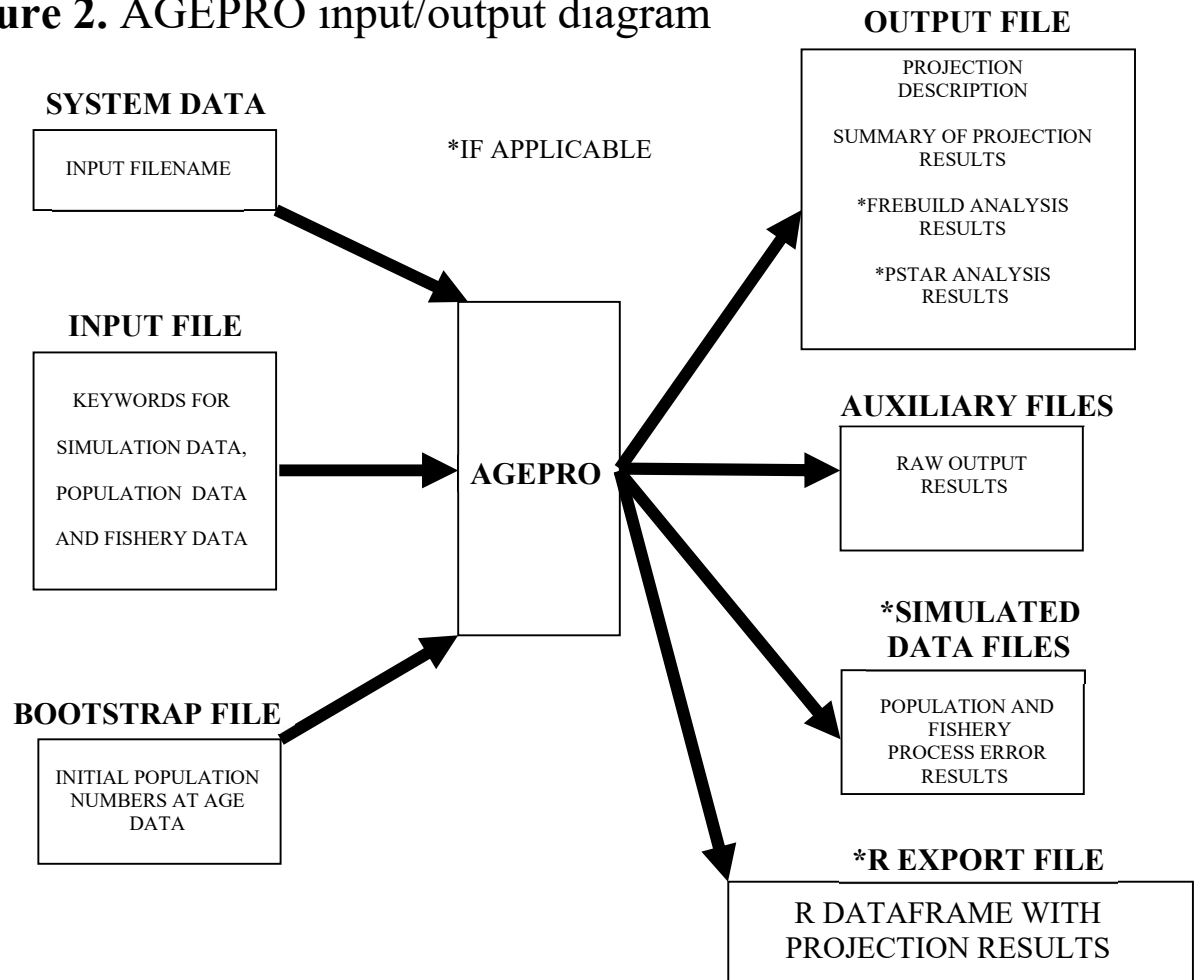 ure 2. AGEPRO input/output diagram
SYSTEM DATA
INPUT FILENAME
*IF APPLICABLE
INPUT FILE
KEYWORDS FOR
SIMULATION DATA,
POPULATION DATA
AND FISHERY DATA
BOOTSTRAP FILE
INITIAL POPULATION
NUMBERS AT AGE
DATA
AGEPRO
OUTPUT FILE
PROJECTION
DESCRIPTION
SUMMARY OF PROJECTION
RESULTS
*FREBUILD ANALYSIS
RESULTS
*PSTAR ANALYSIS
RESULTS
AUXILIARY FILES
RAW OUTPUT
RESULTS
*SIMULATED
DATA FILES
POPULATION AND
FISHERY
PROCESS ERROR
RESULTS
*R EXPORT FILE
R DATAFRAME WITH
PROJECTION RESULTS